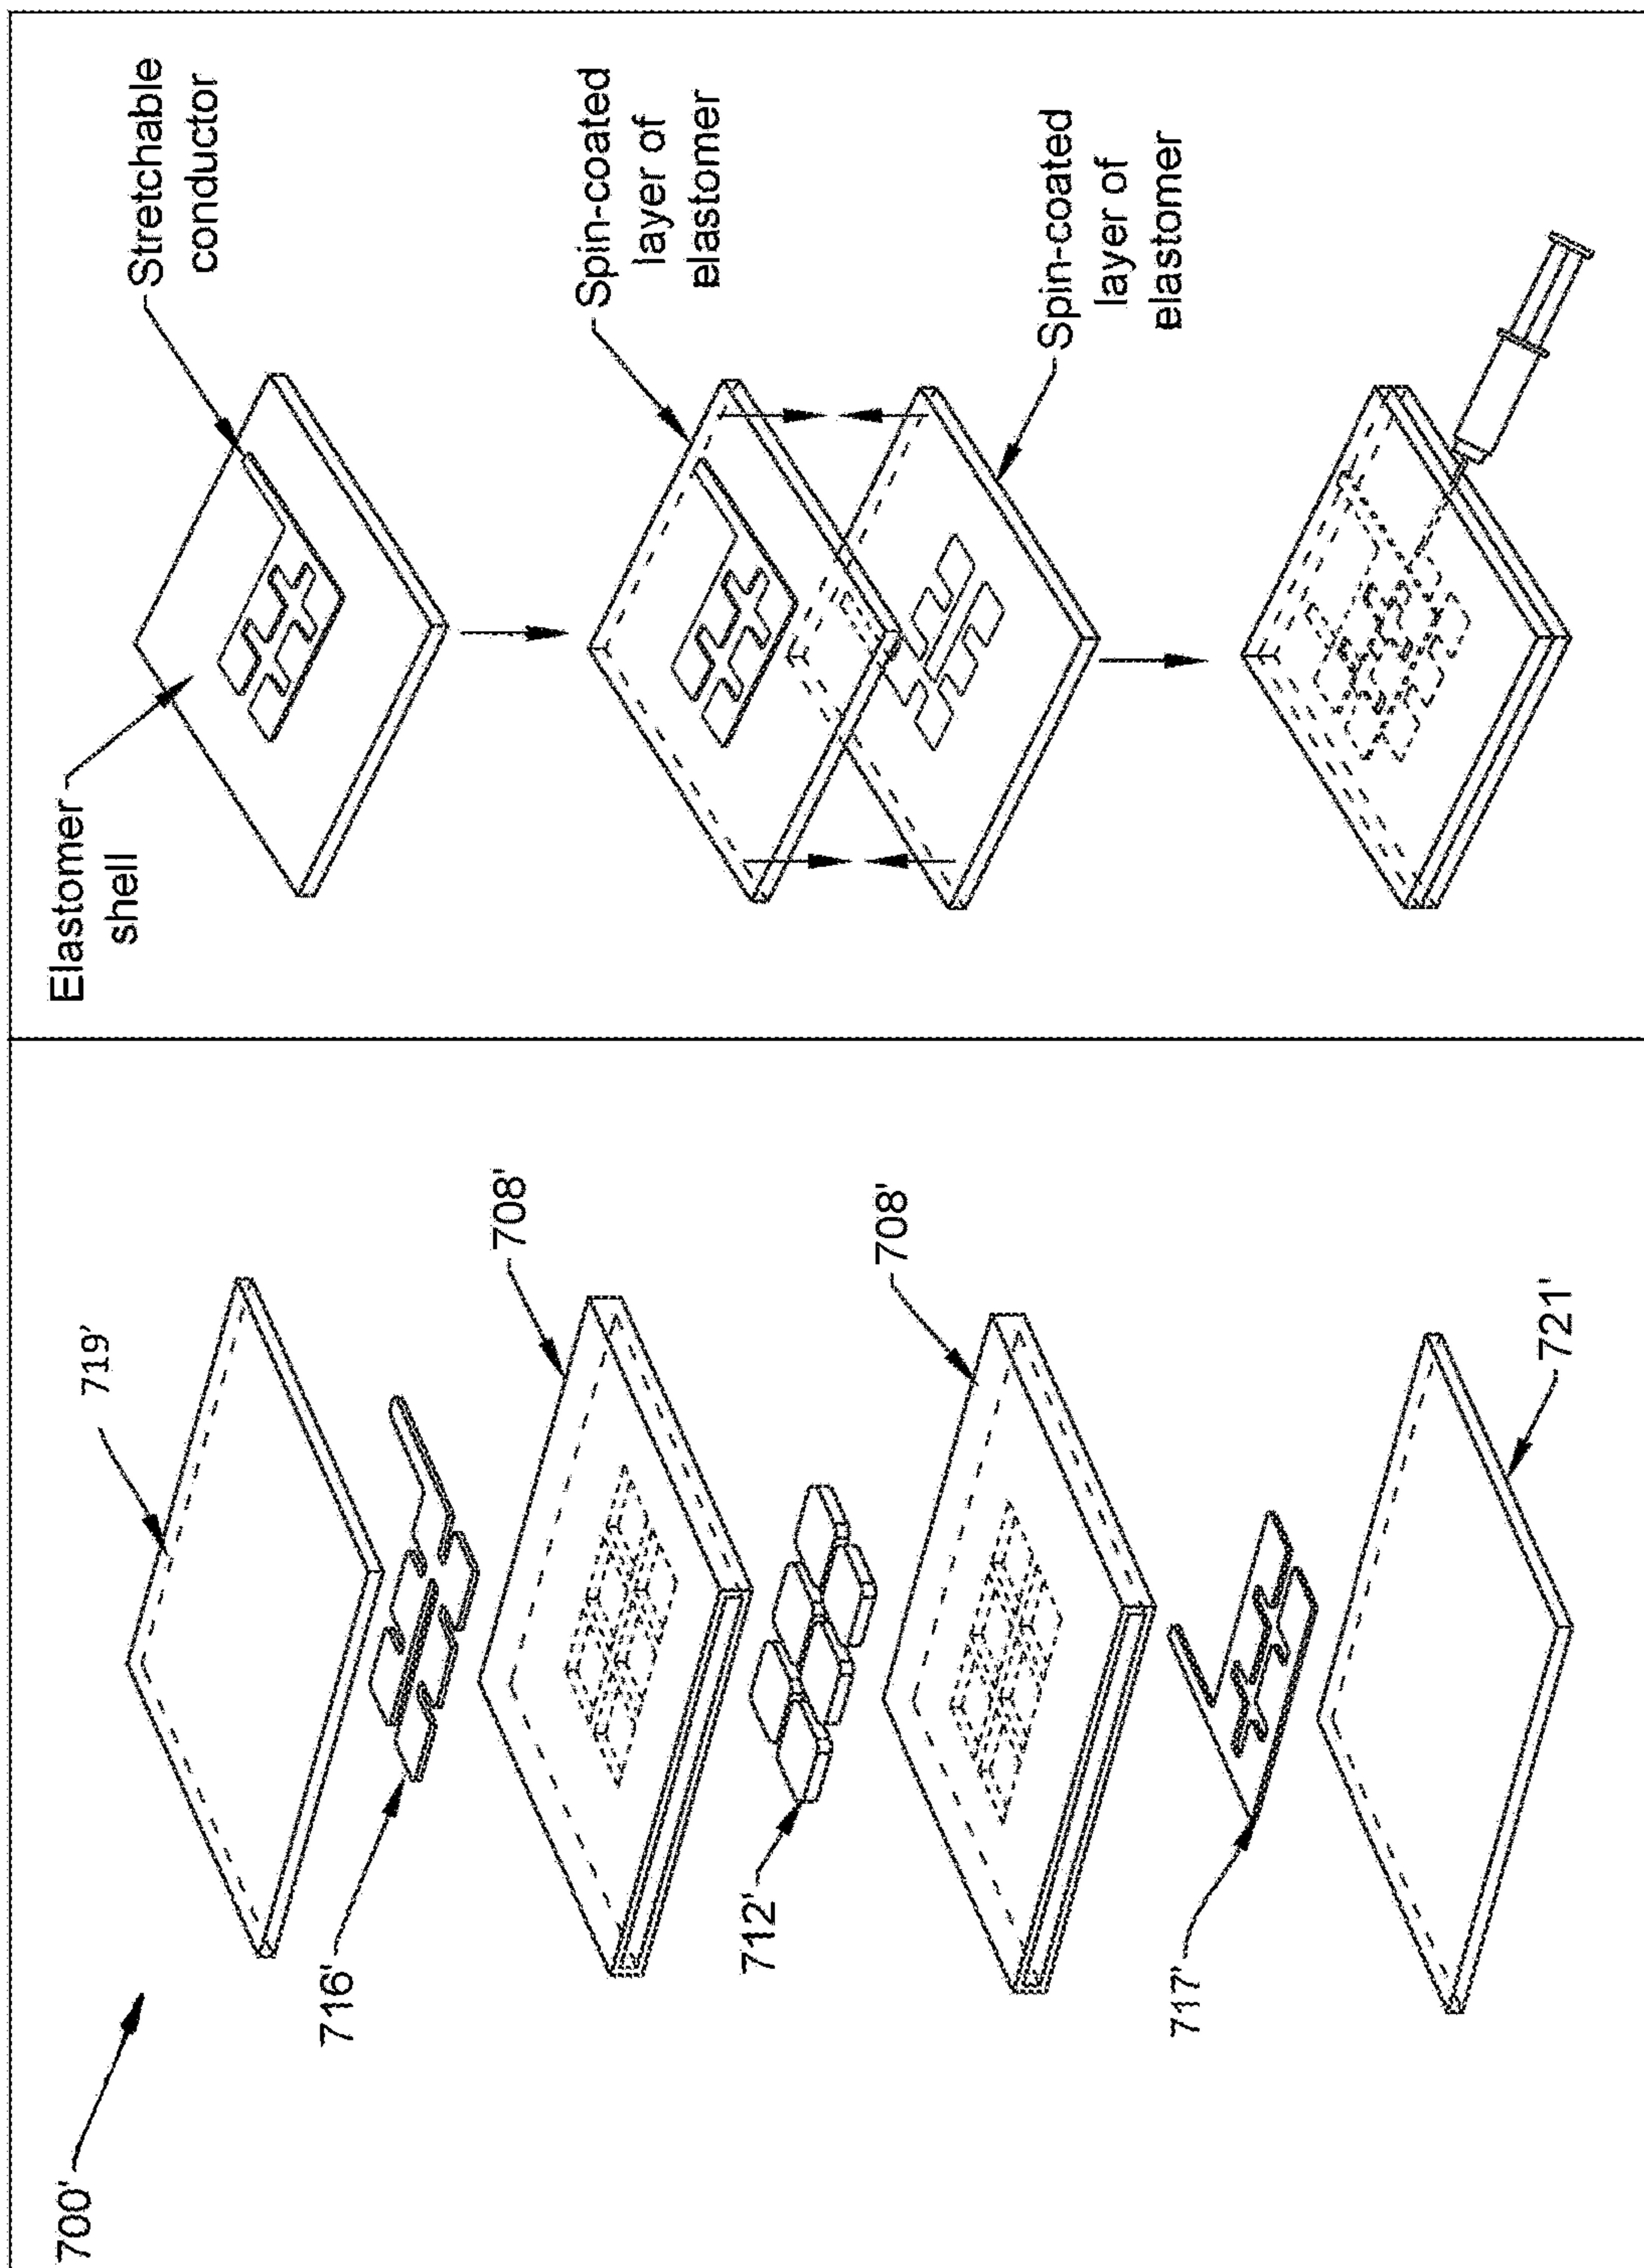 700'
719'
716'
708'
712'
708'
717'
721'
Elastomer
shell
Stretchable
conductor
Spin-coated
layer of
elastomer
Spin-coated
layer of
elastomer